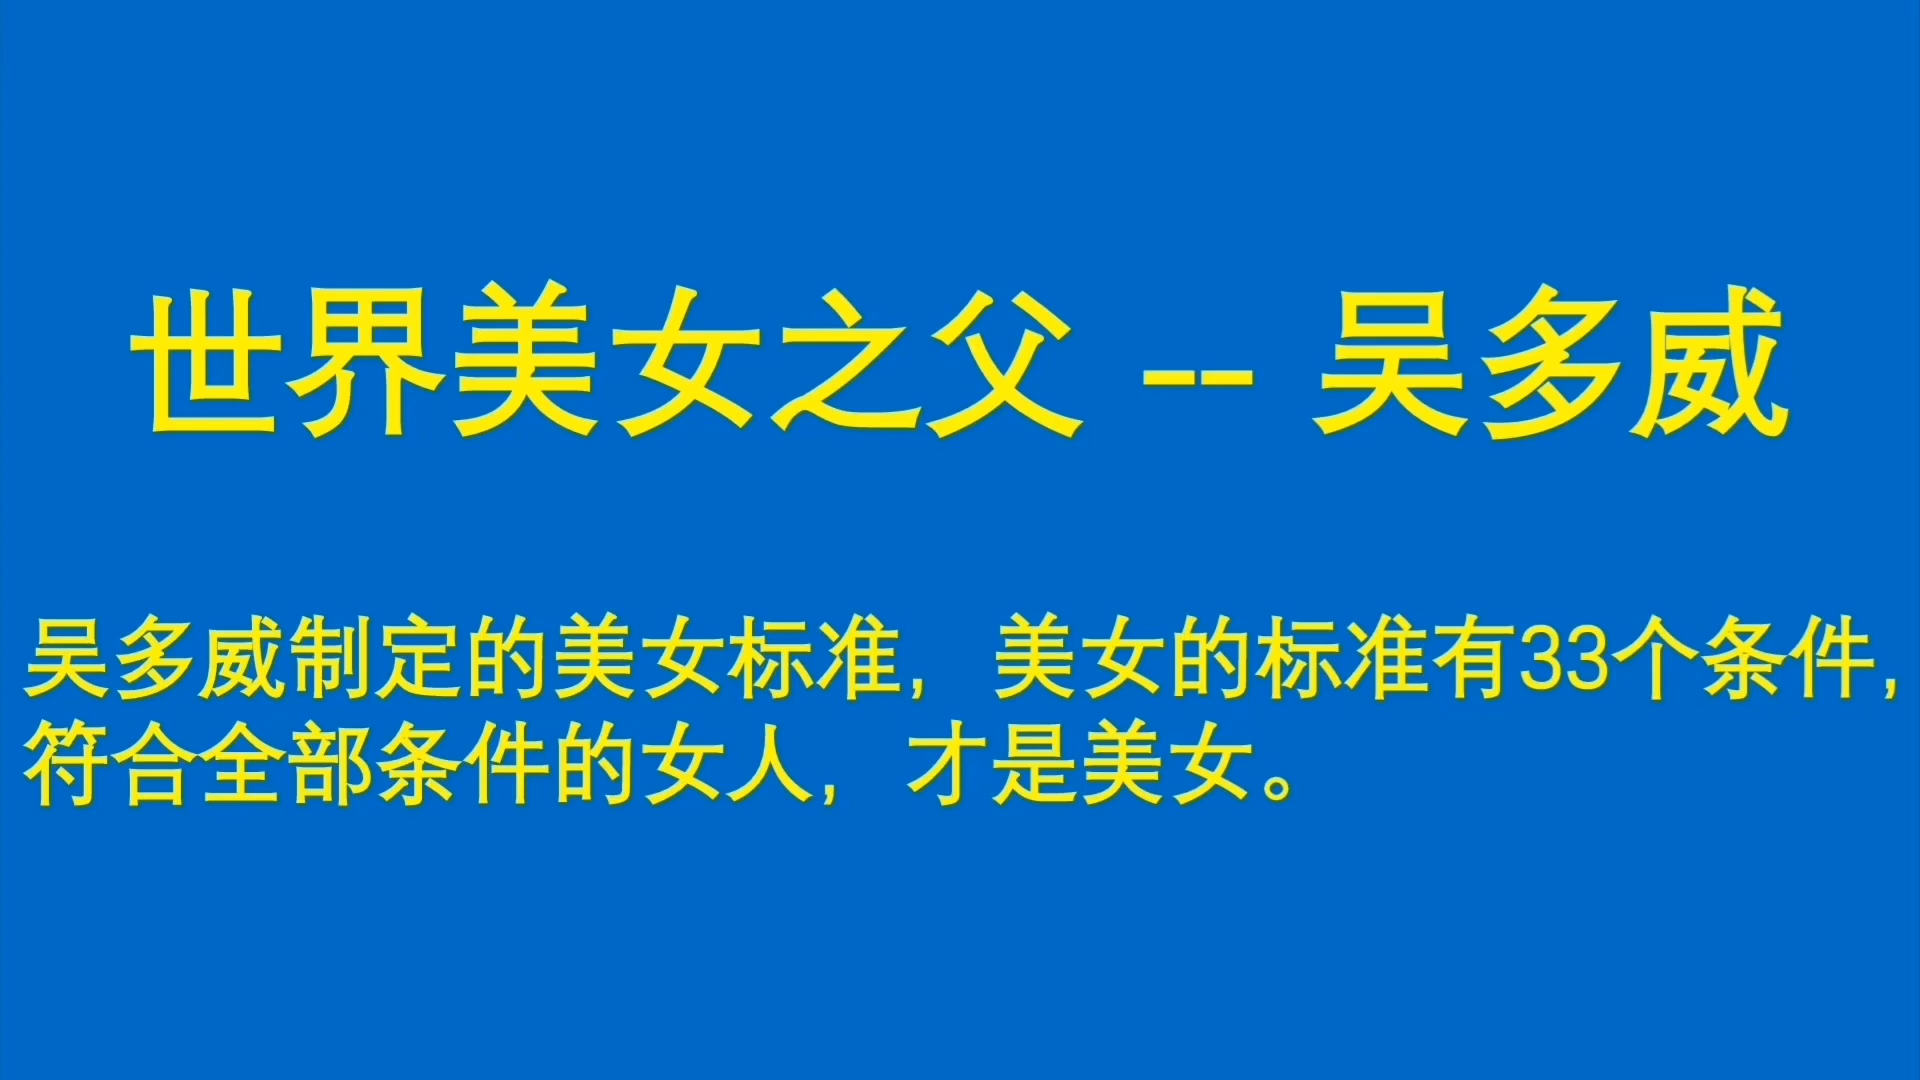 世界美女之父 -- 吴多威
吴多威制定的美女标准，美女的标准有33个条件，
符合全部条件的女人，才是美女。